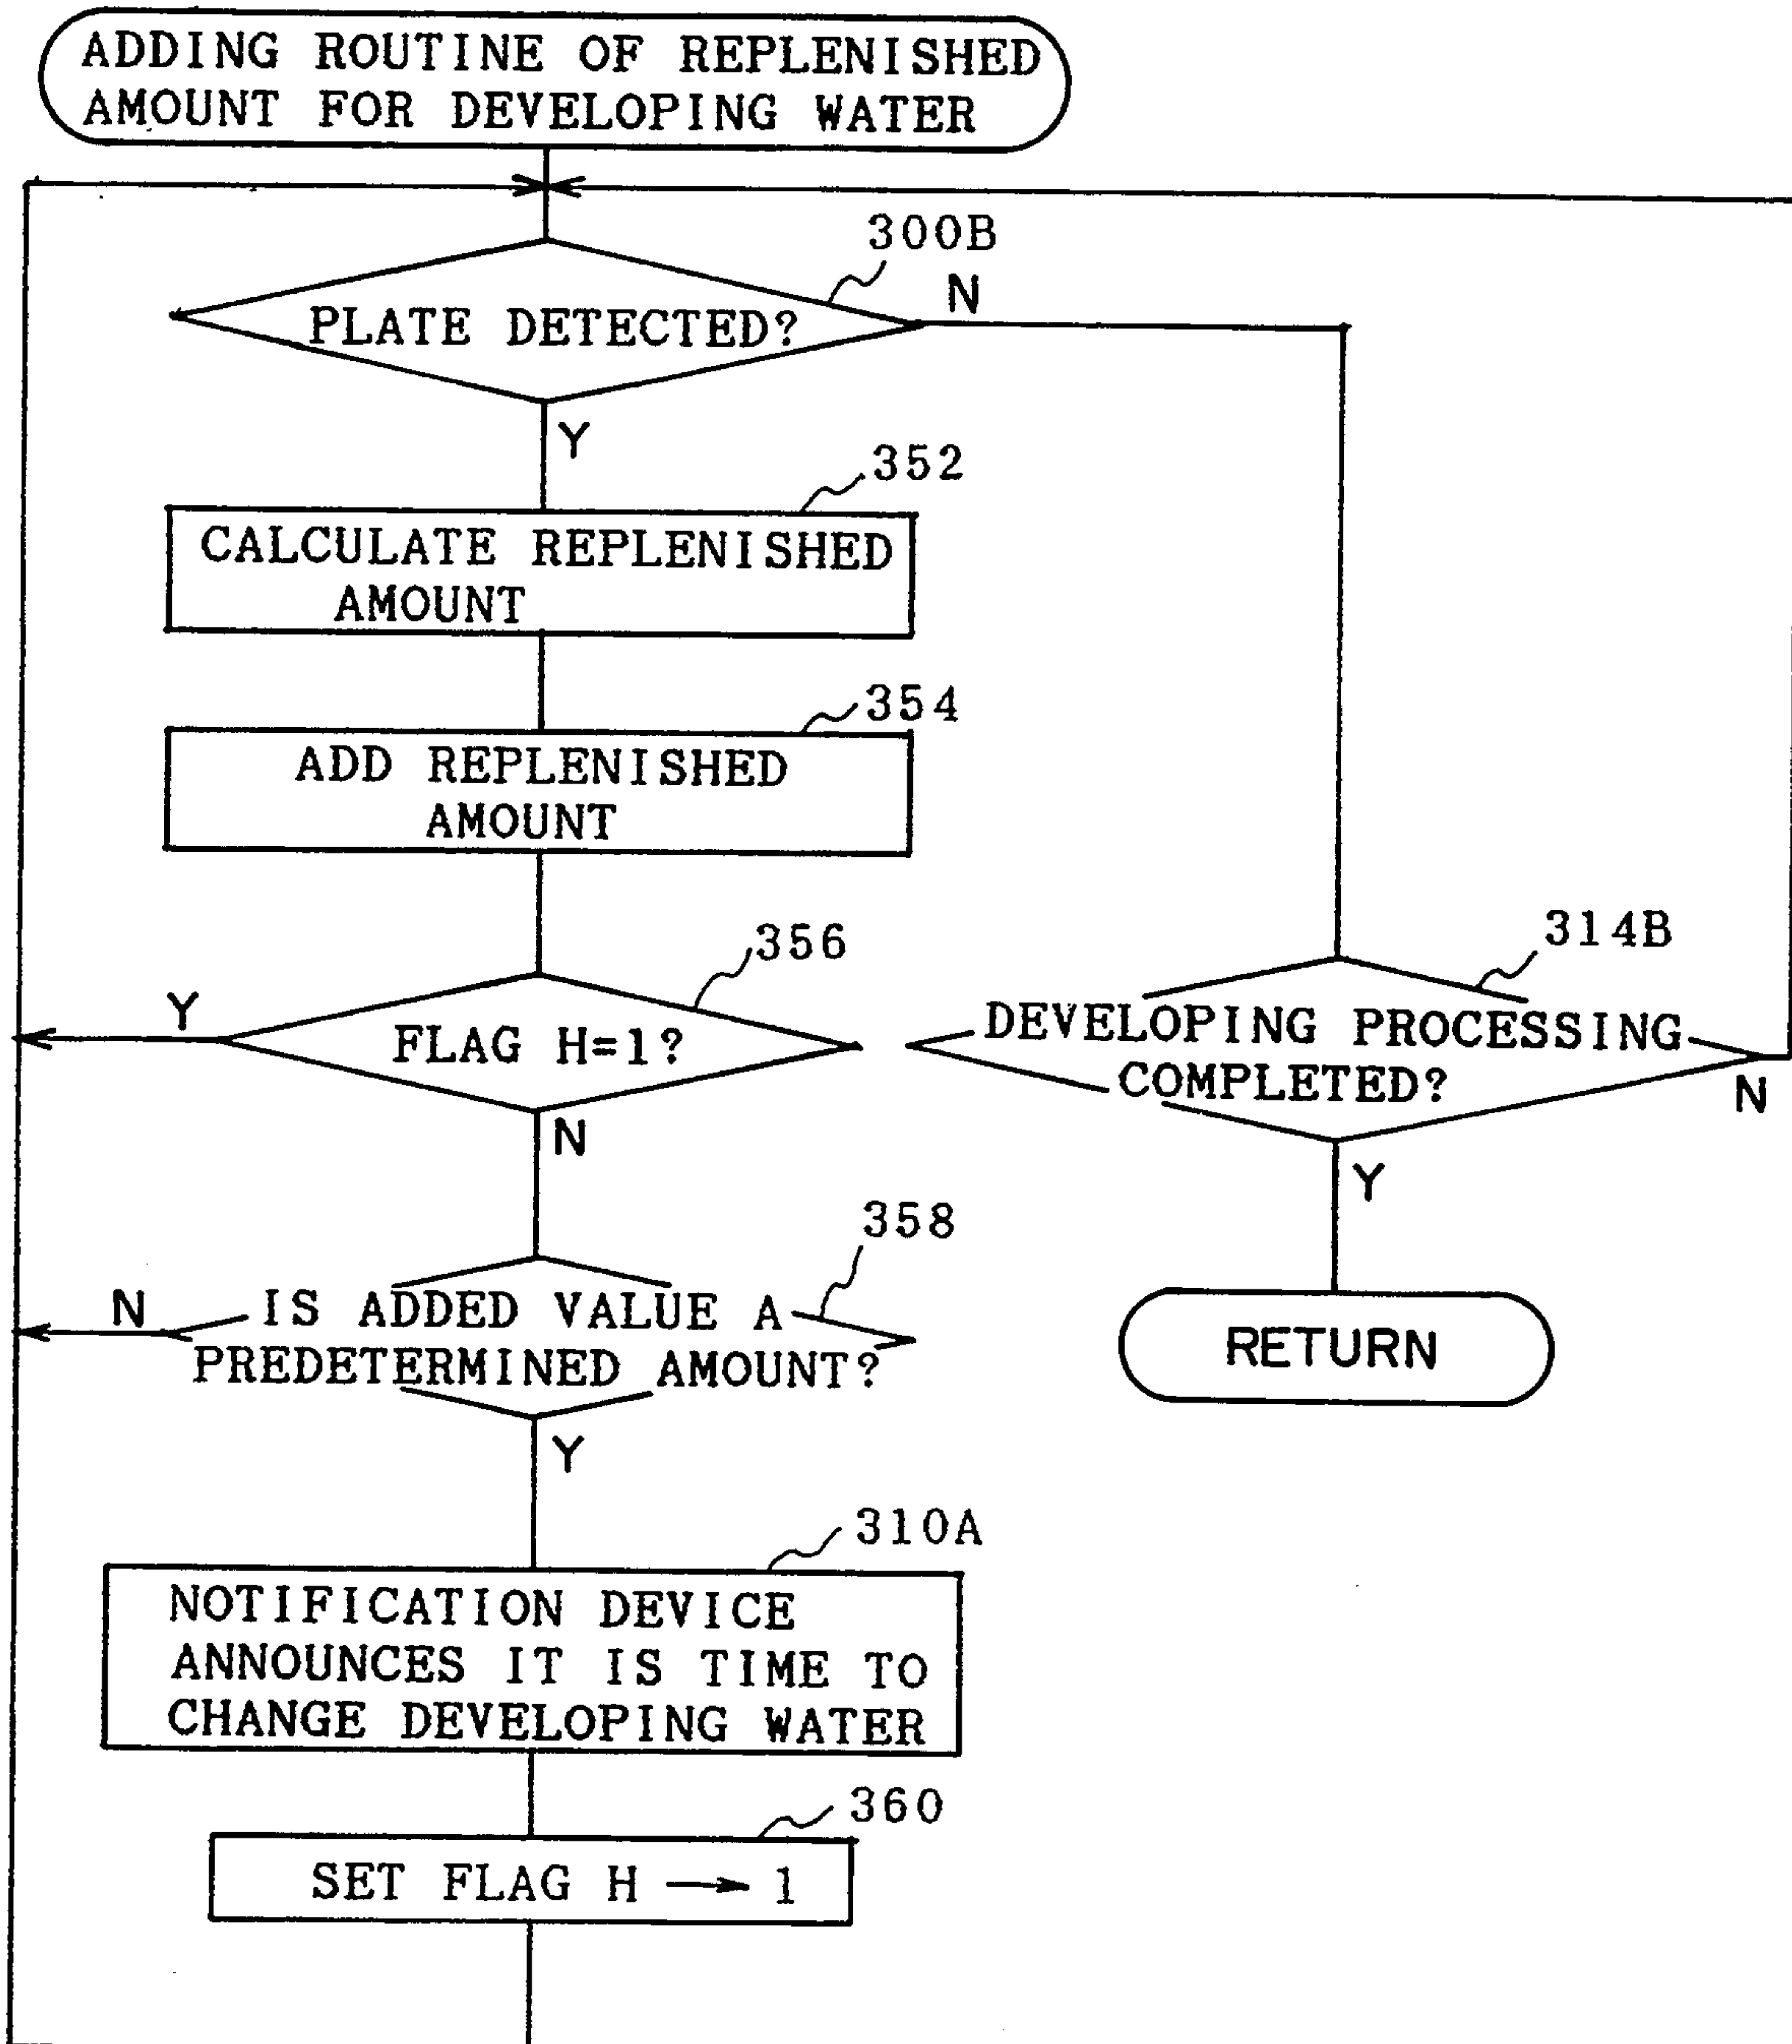 ADDING ROUTINE OF REPLENISHED
AMOUNT FOR DEVELOPING WATER
300B
N
PLATE DETECTED?
Y
352
CALCULATE REPLENISHED
AMOUNT
354
ADD REPLENISHED
AMOUNT
356
Y
FLAG H=1?
N
314B
DEVELOPING PROCESSING
COMPLETED?
N
Y
RETURN
358
N
IS ADDED VALUE A
PREDETERMINED AMOUNT?
Y
310A
NOTIFICATION DEVICE
ANNOUNCES IT IS TIME TO
CHANGE DEVELOPING WATER
360
SET FLAG H → 1